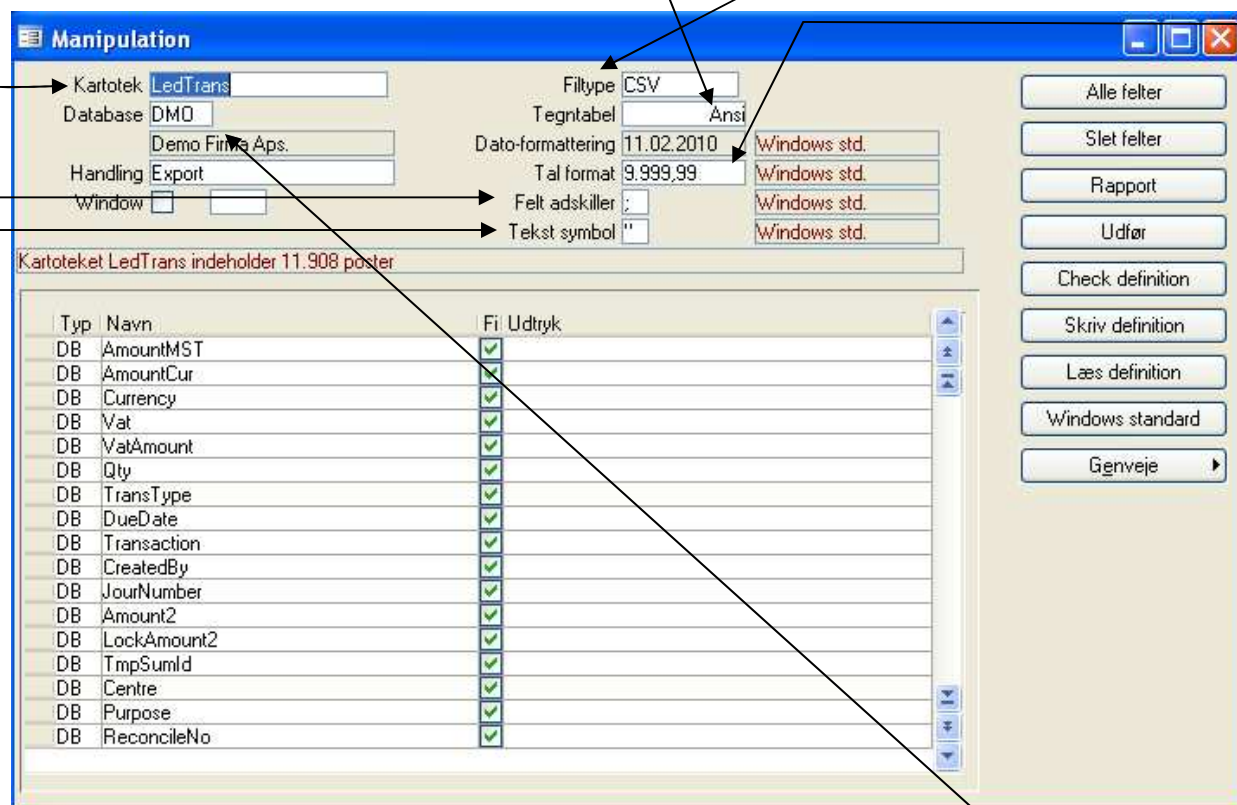 Manipulation
Kartotek LedTrans
Database DMO
Demo Firma Aps.
Handling Export
Window
Filtype CSV
Tegntabel Ansi
Dato-formattering 11.02.2010 Windows std.
Tal format 9.999,99 Windows std.
Felt adskiller ; Windows std.
Tekst symbol " Windows std.
Kartoteket LedTrans indeholder 11.908 poster
Typ Navn Fi Udtryk
DB AmountMST
DB AmountCur
DB Currency
DB Vat
DB VatAmount
DB Qty
DB TransType
DB DueDate
DB Transaction
DB CreatedBy
DB JourNumber
DB Amount2
DB LockAmount2
DB TmpSumId
DB Centre
DB Purpose
DB ReconcileNo
Alle felter
Slet felter
Rapport
Udfør
Check definition
Skriv definition
Læs definition
Windows standard
Genveje